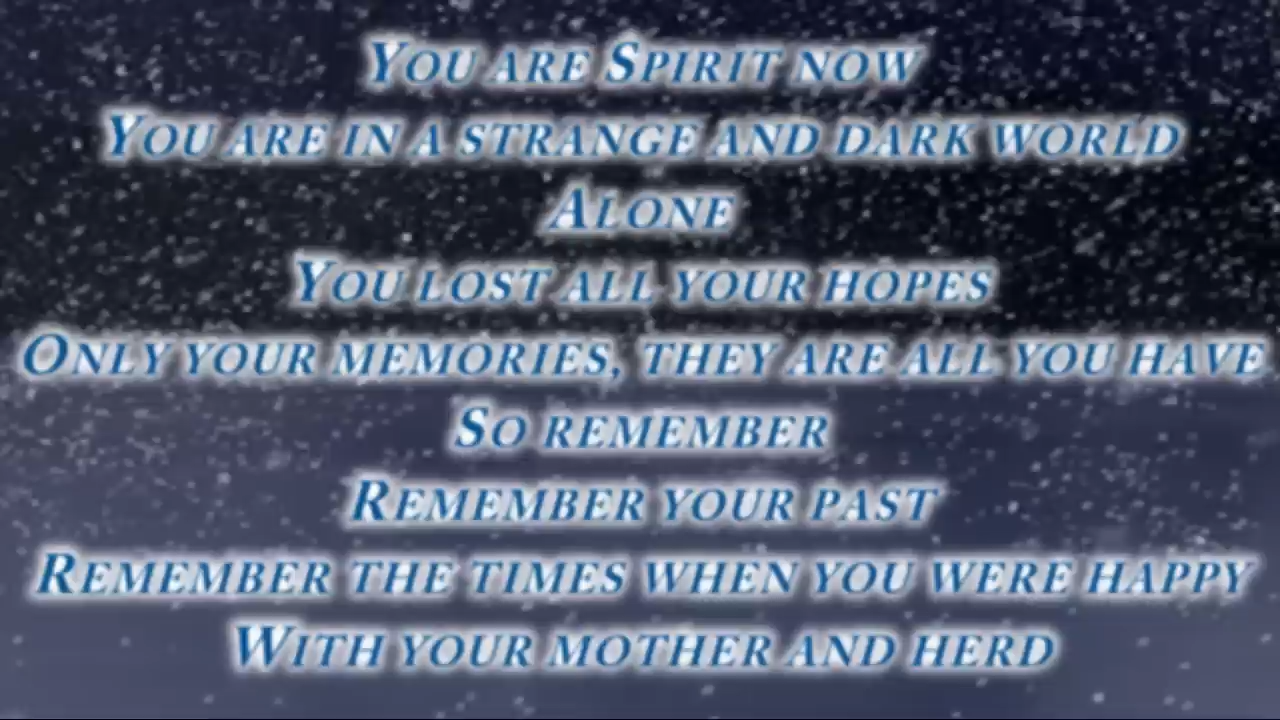 You are Spirit now
You are in a strange and dark world
Alone
You lost all your hopes
Only your memories, they are all you have
So remember
Remember your past
Remember the times when you were happy
With your mother and herd